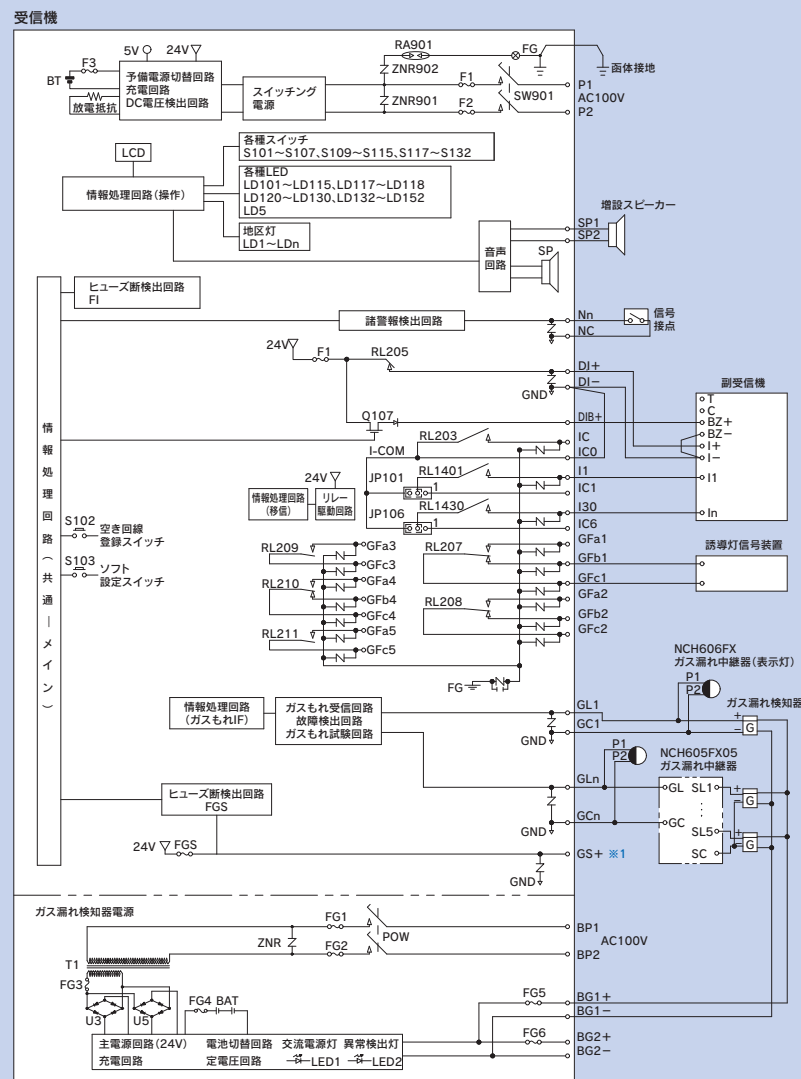 受信機
RA901
FG
5V
24V
ZNR902
函体接地
F3
BT
放電抵抗
予備電源切替回路
充電回路
DC電圧検出回路
スイッチング
電源
F1
ZNR901
F2
SW901
P1
AC100V
P2
LCD
情報処理回路(操作)
各種スイッチ
S101~S107、S109~S115、S117~S132
各種LED
LD101~LD115、LD117~LD118
LD120~LD130、LD132~LD152
LD5
地区灯
LD1~LDn
音声
回路
SP
SP1
SP2
増設スピーカー
ヒューズ断検出回路
FI
諸警報検出回路
Nn
NC
信号
接点
24V
F1
RL205
DJ+
DI-
GND
副受信機
T
C
BZ+
BZ-
I+
I-
I1
In
Q107
DIB+
RL203
IC
I-COM
IC0
24V
JP101
RL1401
1
I1
IC1
情報処理回路
(移信)
リレー
駆動回路
JP106
RL1430
1
I30
IC6
情報処理回路(共通ーメイン)
S102
空き回線
登録スイッチ
S103
ソフト
設定スイッチ
RL209
GFa3
GFc3
RL210
GFa4
GFb4
GFc4
RL211
GFa5
GFc5
RL207
GFa1
GFb1
GFc1
RL208
GFa2
GFb2
GFc2
誘導灯信号装置
FG
NCH606FX
ガス漏れ中継器(表示灯)
P1
P2
ガス漏れ検知器
+
-
G
情報処理回路
(ガスもれIF)
ガスもれ受信回路
故障検出回路
ガスもれ試験回路
GL1
GC1
GND
P1
P2
NCH605FX05
ガス漏れ中継器
GLn
GCn
GND
GL
SL1
GC
SL5
SC
+
-
G
+
-
G
ヒューズ断検出回路
FGS
24V
FGS
GS+ ※1
GND
ガス漏れ検知器電源
FG1
ZNR
FG2
POW
BP1
AC100V
BP2
T1
FG3
U3
U5
FG4
BAT
FG5
BG1+
BG1-
FG6
BG2+
BG2-
主電源回路(24V)
電池切替回路
交流電源灯
異常検出灯
充電回路
定電圧回路
LED1
LED2